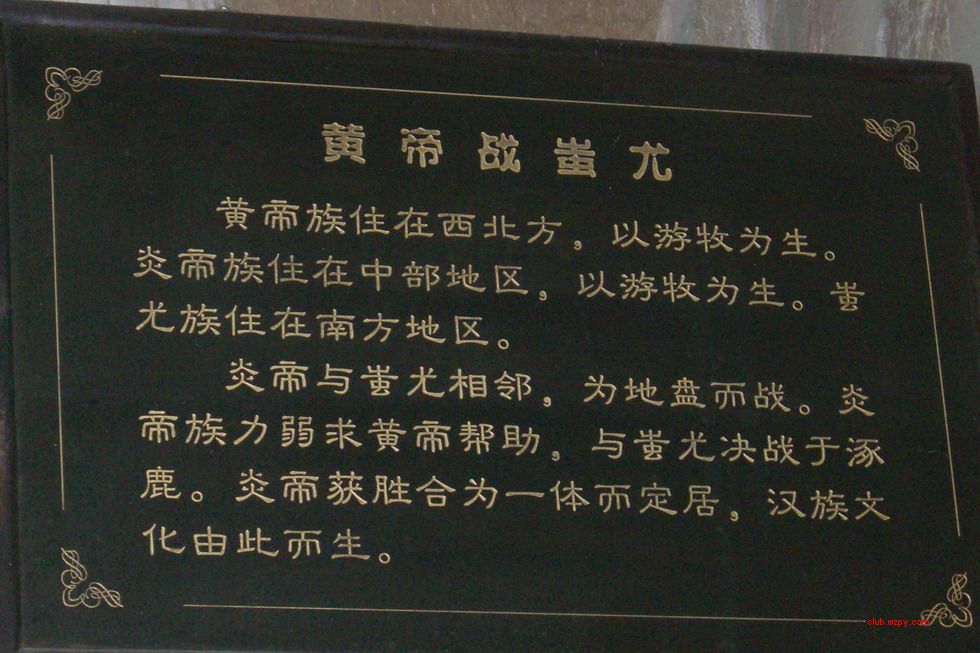 黄帝战蚩尤
黄帝族住在西北方，以游牧为生。
炎帝族住在中部地区，以游牧为生。蚩
尤族住在南方地区。
炎帝与蚩尤相邻，为地盘而战。炎
帝族力弱求黄帝帮助，与蚩尤决战于涿
鹿。炎帝获胜合为一体而定居，汉族文
化由此而生。
club.wzpy.com